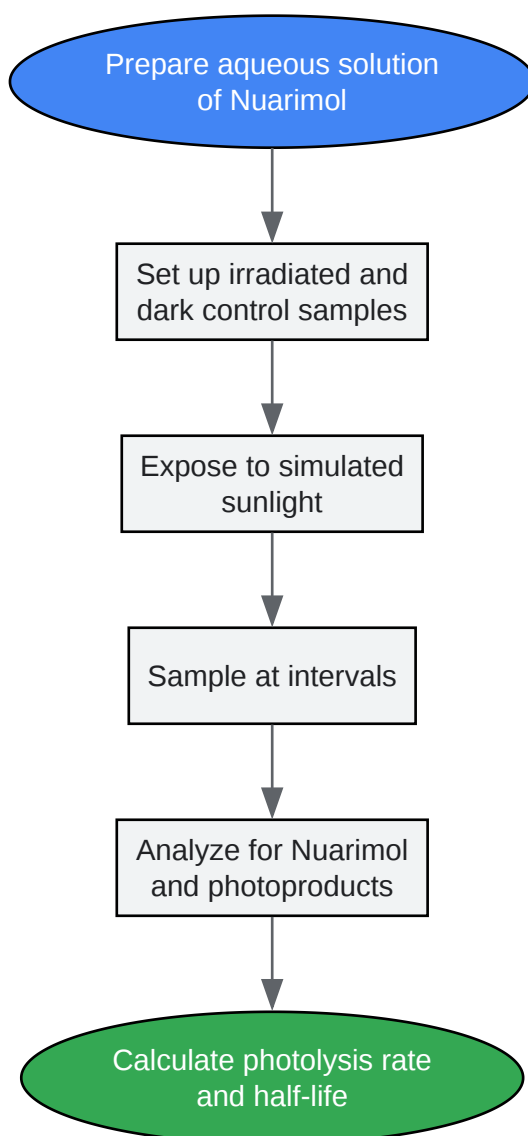 Prepare aqueous solution
of Nuarimol
Set up irradiated and
dark control samples
Expose to simulated
sunlight
Sample at intervals
Analyze for Nuarimol
and photoproducts
Calculate photolysis rate
and half-life